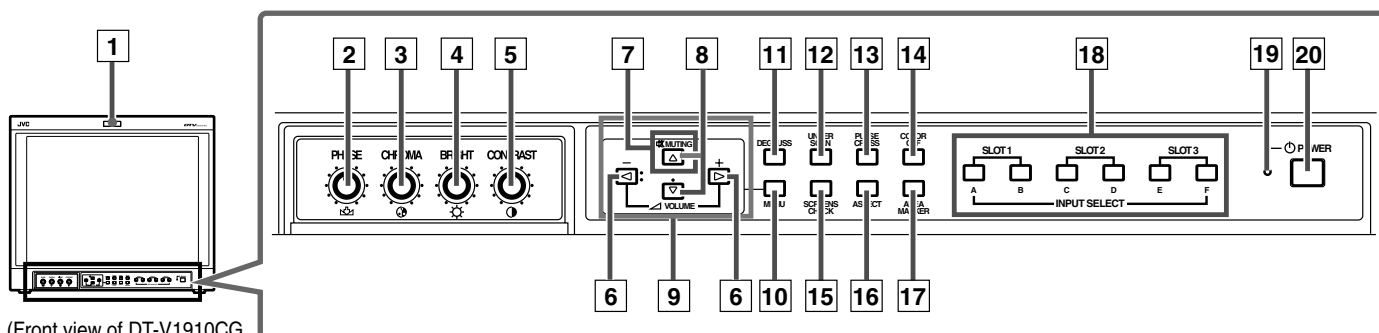 1
2 3 4 5
7 8 11 12 13 14 18 19 20
JVC
PHASE CHROMA BRIGHT CONTRAST
MUTING
DEGAUSS UNDER SCAN PULSE CROSS COLOR OFF
SLOT 1 SLOT 2 SLOT 3
POWER
− +
VOLUME
MENU SCREENS CHECK ASPECT AREA MARKER
A B C D E F
INPUT SELECT
6 9 6 10 15 16 17
(Front view of DT-V1910CG